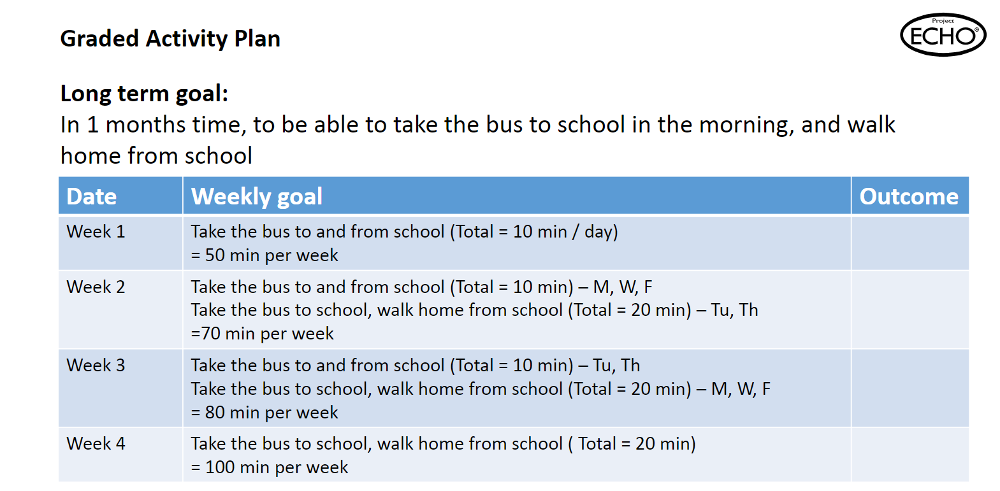 Graded Activity Plan
Project
ECHO®
Long term goal:
In 1 months time, to be able to take the bus to school in the morning, and walk
home from school
Date Weekly goal Outcome
Week 1 Take the bus to and from school (Total = 10 min / day)
= 50 min per week
Week 2 Take the bus to and from school (Total = 10 min) – M, W, F
Take the bus to school, walk home from school (Total = 20 min) – Tu, Th
=70 min per week
Week 3 Take the bus to and from school (Total = 10 min) – Tu, Th
Take the bus to school, walk home from school (Total = 20 min) – M, W, F
= 80 min per week
Week 4 Take the bus to school, walk home from school ( Total = 20 min)
= 100 min per week